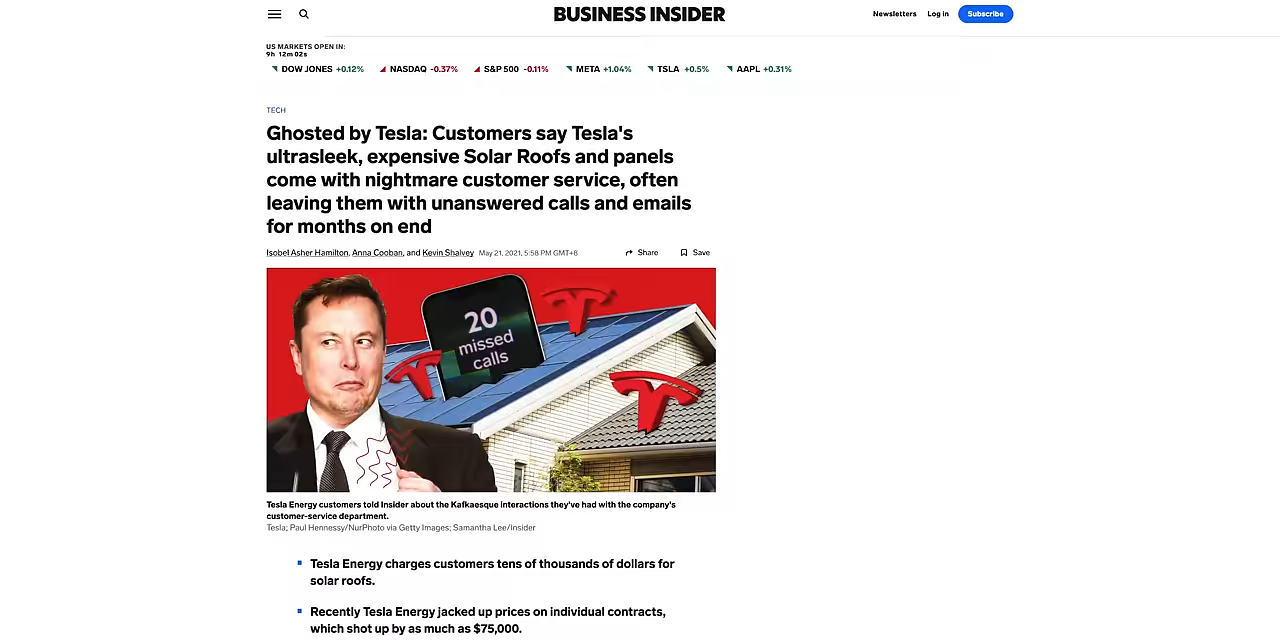 BUSINESS INSIDER
Newsletters Log in Subscribe
US MARKETS OPEN IN:
9h 12m 02s
DOW JONES +0.12% NASDAQ -0.37% S&P 500 -0.11% META +1.04% TSLA +0.5% AAPL +0.31%
TECH
Ghosted by Tesla: Customers say Tesla's
ultrasleek, expensive Solar Roofs and panels
come with nightmare customer service, often
leaving them with unanswered calls and emails
for months on end
Isobel Asher Hamilton, Anna Cooban, and Kevin Shalvey May 21, 2021, 5:58 PM GMT+8 Share Save
20
missed
calls
Tesla Energy customers told Insider about the Kafkaesque interactions they've had with the company's
customer-service department.
Tesla; Paul Hennessy/NurPhoto via Getty Images; Samantha Lee/Insider
Tesla Energy charges customers tens of thousands of dollars for
solar roofs.
Recently Tesla Energy jacked up prices on individual contracts,
which shot up by as much as $75,000.